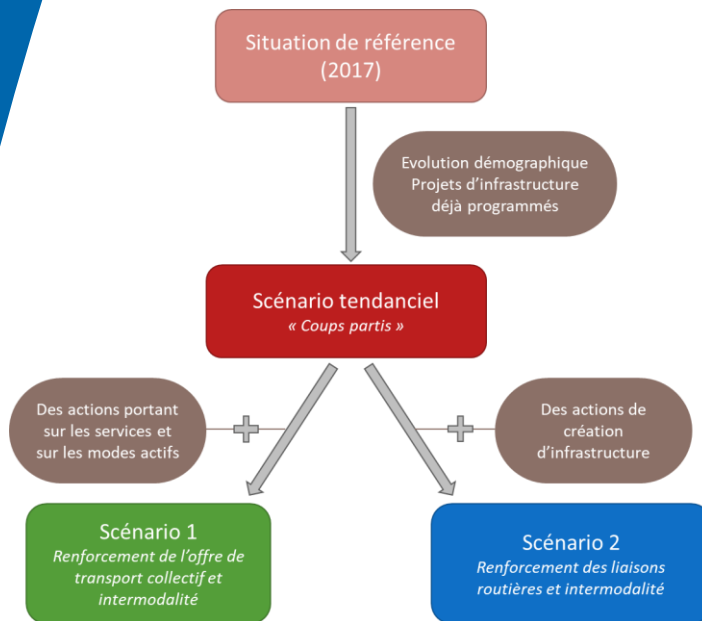 Situation de référence
(2017)
Evolution démographique
Projets d'infrastructure
déjà programmés
Scénario tendanciel
« Coups partis »
Des actions portant
sur les services et
sur les modes actifs
Des actions de
création
d'infrastructure
Scénario 1
Renforcement de l'offre de
transport collectif et
intermodalité
Scénario 2
Renforcement des liaisons
routières et intermodalité